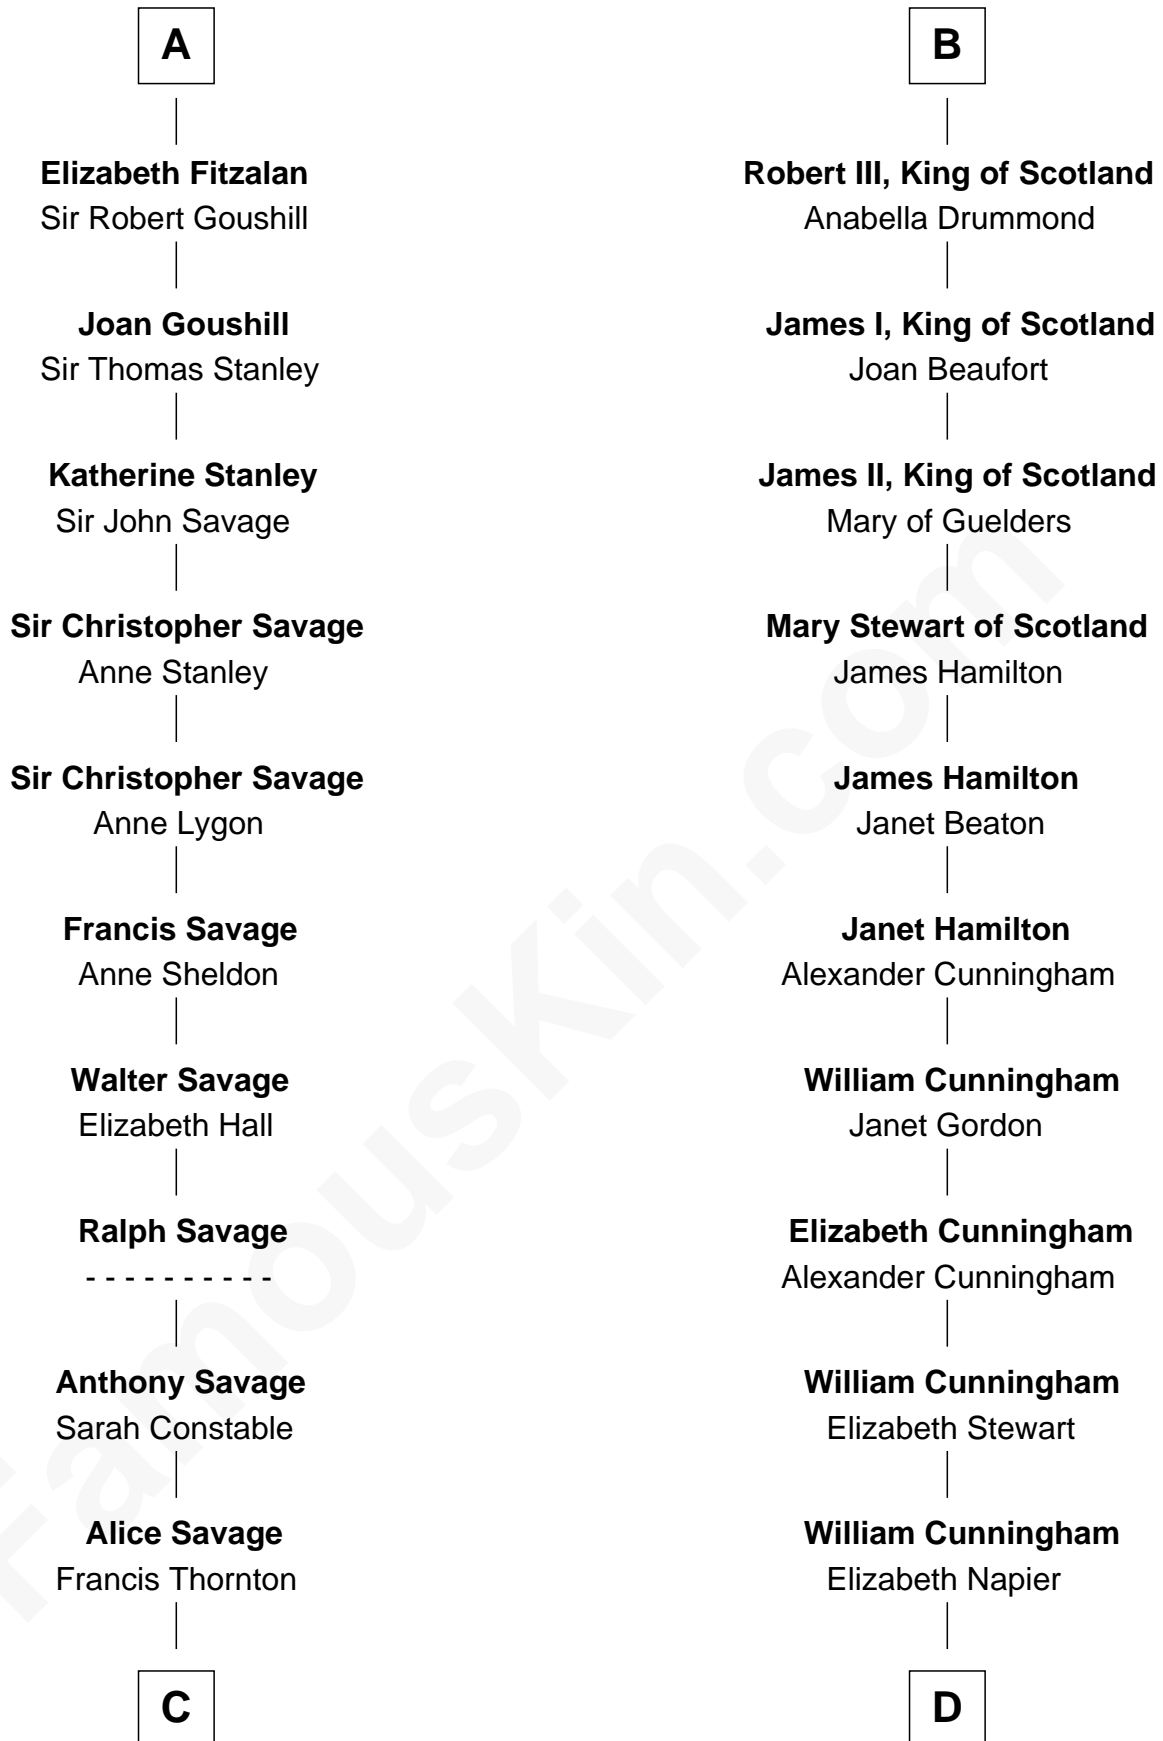 A
Elizabeth Fitzalan
Sir Robert Goushill
Joan Goushill
Sir Thomas Stanley
Katherine Stanley
Sir John Savage
Sir Christopher Savage
Anne Stanley
Sir Christopher Savage
Anne Lygon
Francis Savage
Anne Sheldon
Walter Savage
Elizabeth Hall
Ralph Savage
- - - - - - - - - -
Anthony Savage
Sarah Constable
Alice Savage
Francis Thornton
C
B
Robert III, King of Scotland
Anabella Drummond
James I, King of Scotland
Joan Beaufort
James II, King of Scotland
Mary of Guelders
Mary Stewart of Scotland
James Hamilton
James Hamilton
Janet Beaton
Janet Hamilton
Alexander Cunningham
William Cunningham
Janet Gordon
Elizabeth Cunningham
Alexander Cunningham
William Cunningham
Elizabeth Stewart
William Cunningham
Elizabeth Napier
D
FamousKin.com